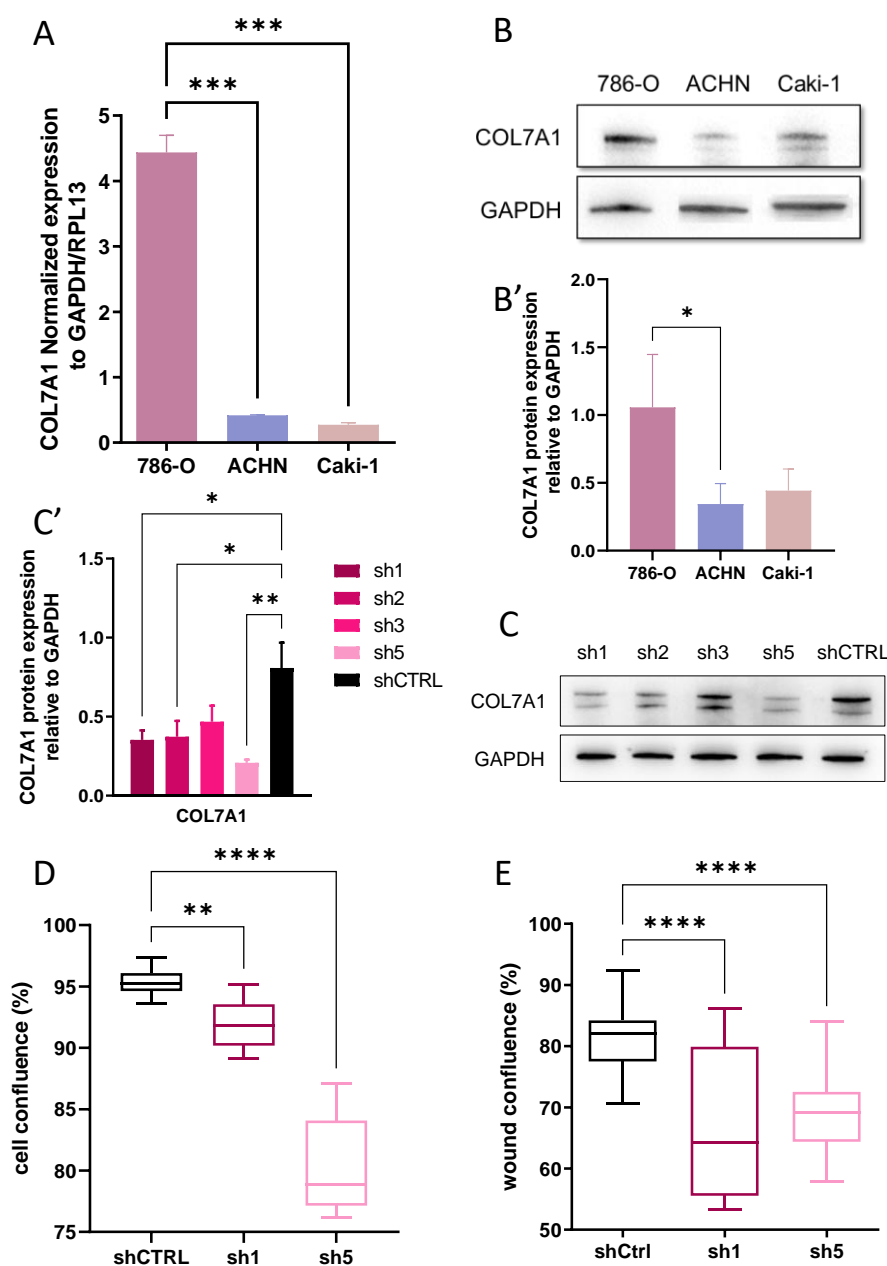 A
***
***
COL7A1 Normalized expression
to GAPDH/RPL13
5
4
3
2
1
0
786-O ACHN Caki-1
B
786-O ACHN Caki-1
COL7A1
GAPDH
B'
*
COL7A1 protein expression
relative to GAPDH
2.0
1.5
1.0
0.5
0.0
786-O ACHN Caki-1
C'
*
*
**
COL7A1 protein expression
relative to GAPDH
1.5
1.0
0.5
0.0
COL7A1
sh1
sh2
sh3
sh5
shCTRL
C
sh1 sh2 sh3 sh5 shCTRL
COL7A1
GAPDH
D
****
**
cell confluence (%)
100
95
90
85
80
75
shCTRL sh1 sh5
E
****
****
wound confluence (%)
100
90
80
70
60
50
shCtrl sh1 sh5